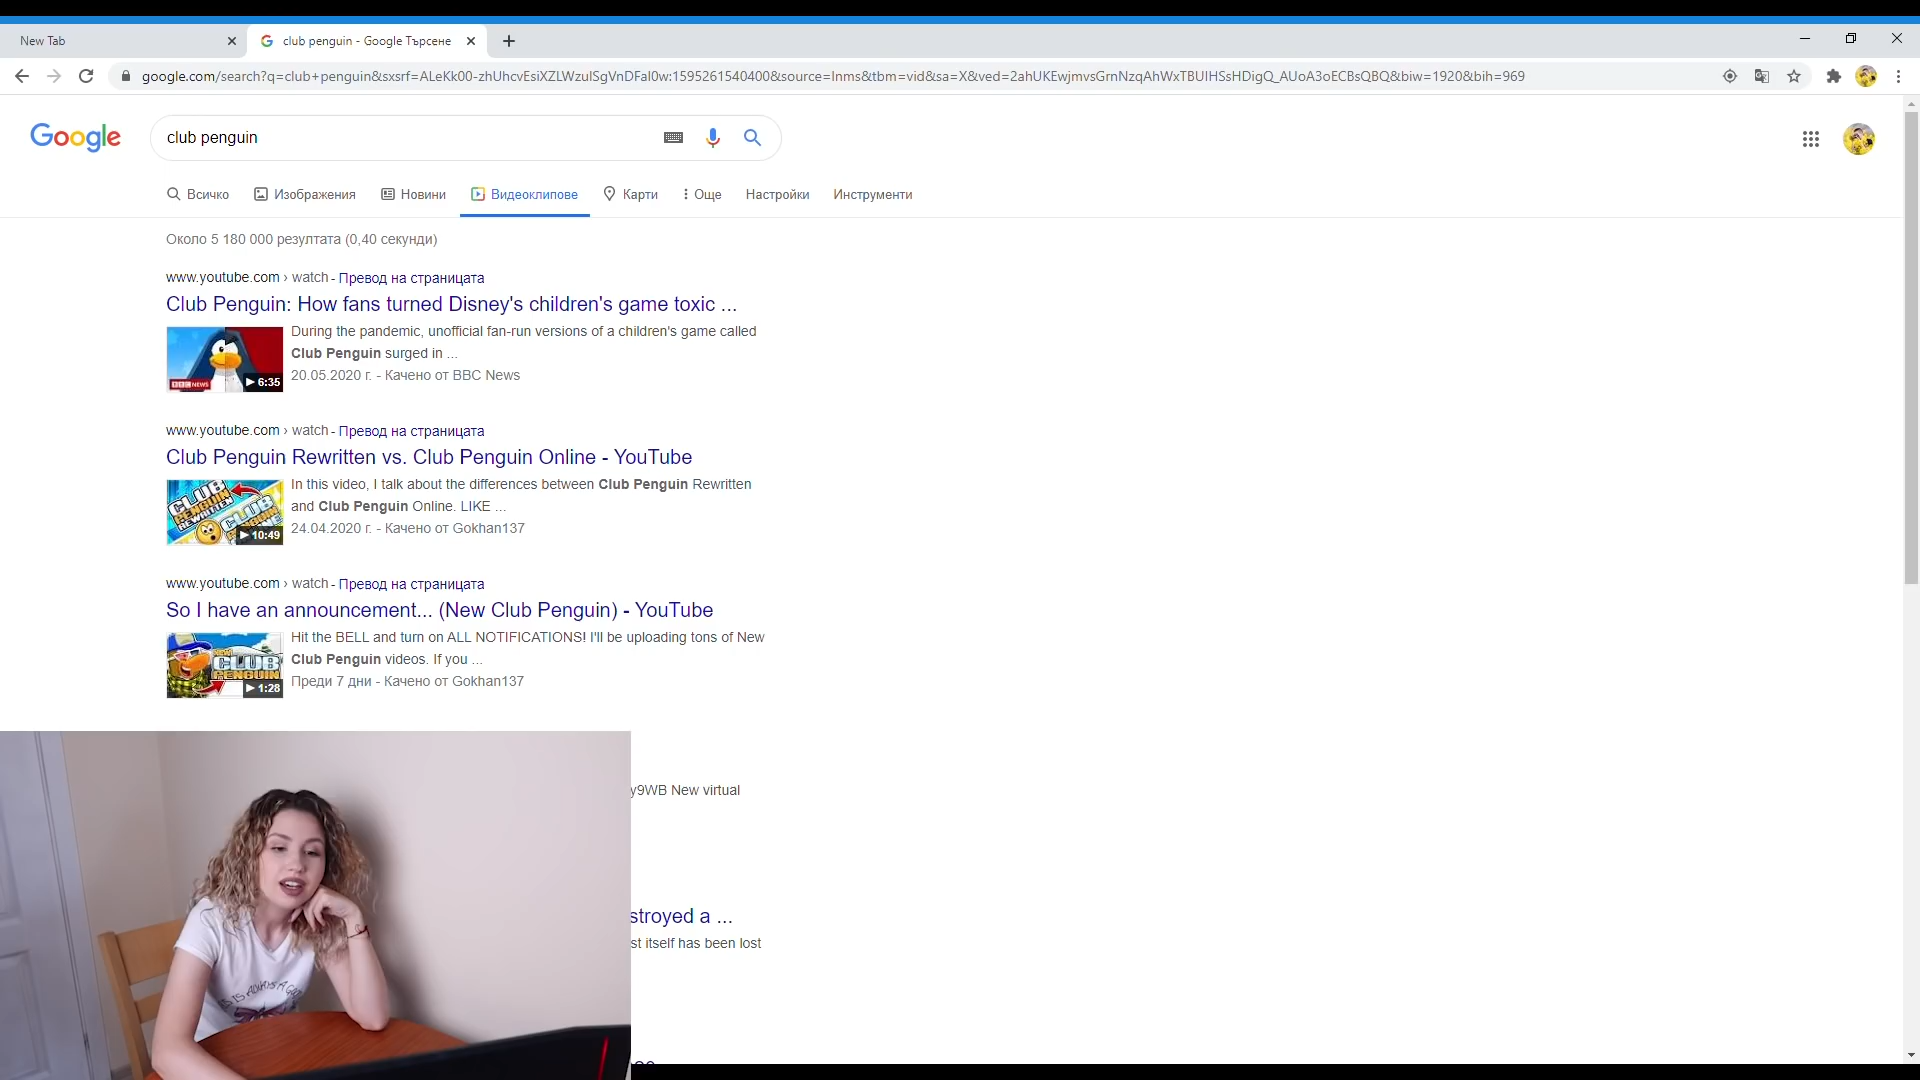 New Tab
club penguin - Google Търсене
google.com/search?q=club+penguin&sxsrf=ALeKk00-zhUhcvEsiXZLWzulSgVnDFaI0w:1595261540400&source=lnms&tbm=vid&sa=X&ved=2ahUKEwjmvsGrnNzqAhWxTBUIHSsHDigQ_AUoA3oECBsQBQ&biw=1920&bih=969
Google
club penguin
Всичко Изображения Новини Видеоклипове Карти Още Настройки Инструменти
Около 5 180 000 резултата (0,40 секунди)
www.youtube.com › watch - Превод на страницата
Club Penguin: How fans turned Disney's children's game toxic ...
During the pandemic, unofficial fan-run versions of a children's game called
Club Penguin surged in ...
20.05.2020 г. - Качено от BBC News
BBC NEWS
6:35
www.youtube.com › watch - Превод на страницата
Club Penguin Rewritten vs. Club Penguin Online - YouTube
In this video, I talk about the differences between Club Penguin Rewritten
and Club Penguin Online. LIKE ...
24.04.2020 г. - Качено от Gokhan137
CLUB PENGUIN REWRITTEN
CLUB
10:49
www.youtube.com › watch - Превод на страницата
So I have an announcement... (New Club Penguin) - YouTube
Hit the BELL and turn on ALL NOTIFICATIONS! I'll be uploading tons of New
Club Penguin videos. If you ...
Преди 7 дни - Качено от Gokhan137
CLUB
PENGUIN
1:28
y9WB New virtual
stroyed a ...
st itself has been lost